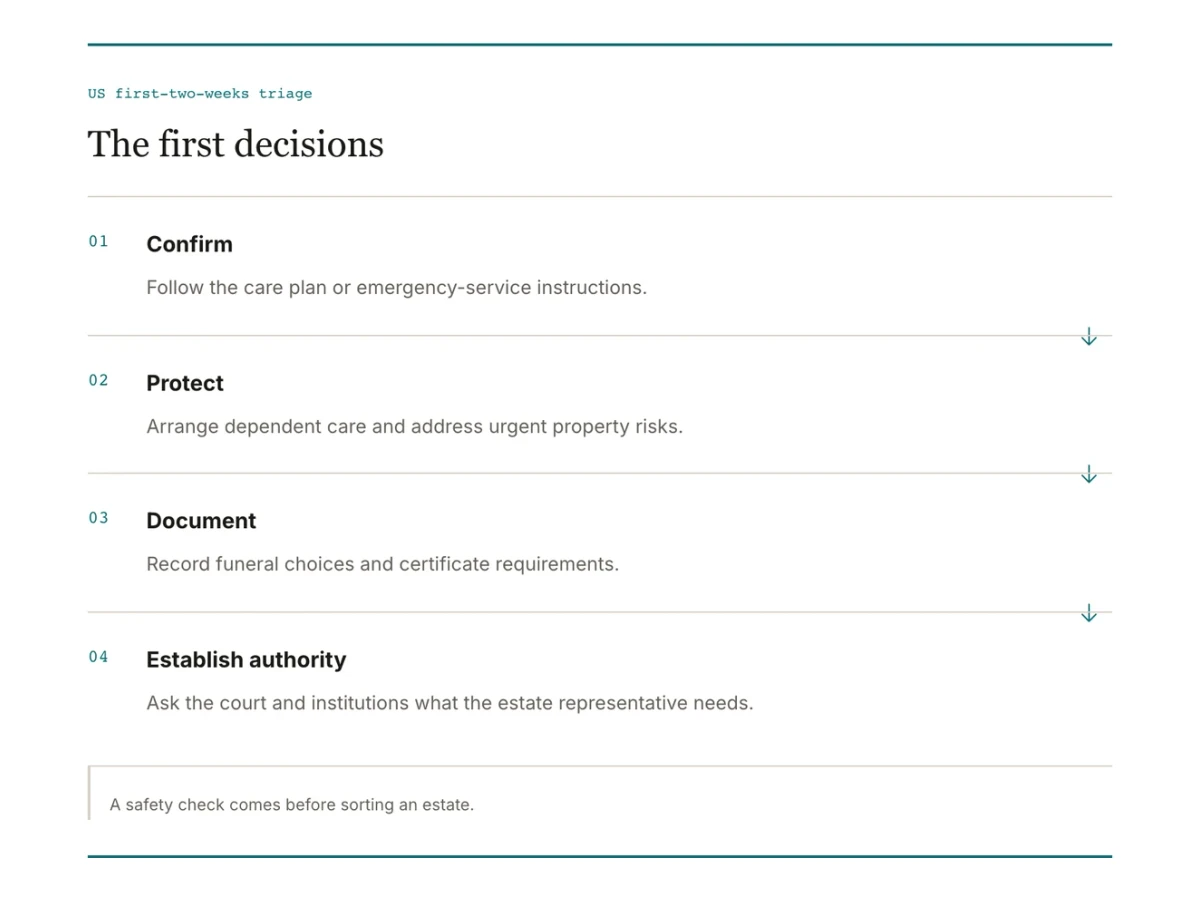 US first-two-weeks triage
The first decisions
01
Confirm
Follow the care plan or emergency-service instructions.
02
Protect
Arrange dependent care and address urgent property risks.
03
Document
Record funeral choices and certificate requirements.
04
Establish authority
Ask the court and institutions what the estate representative needs.
A safety check comes before sorting an estate.